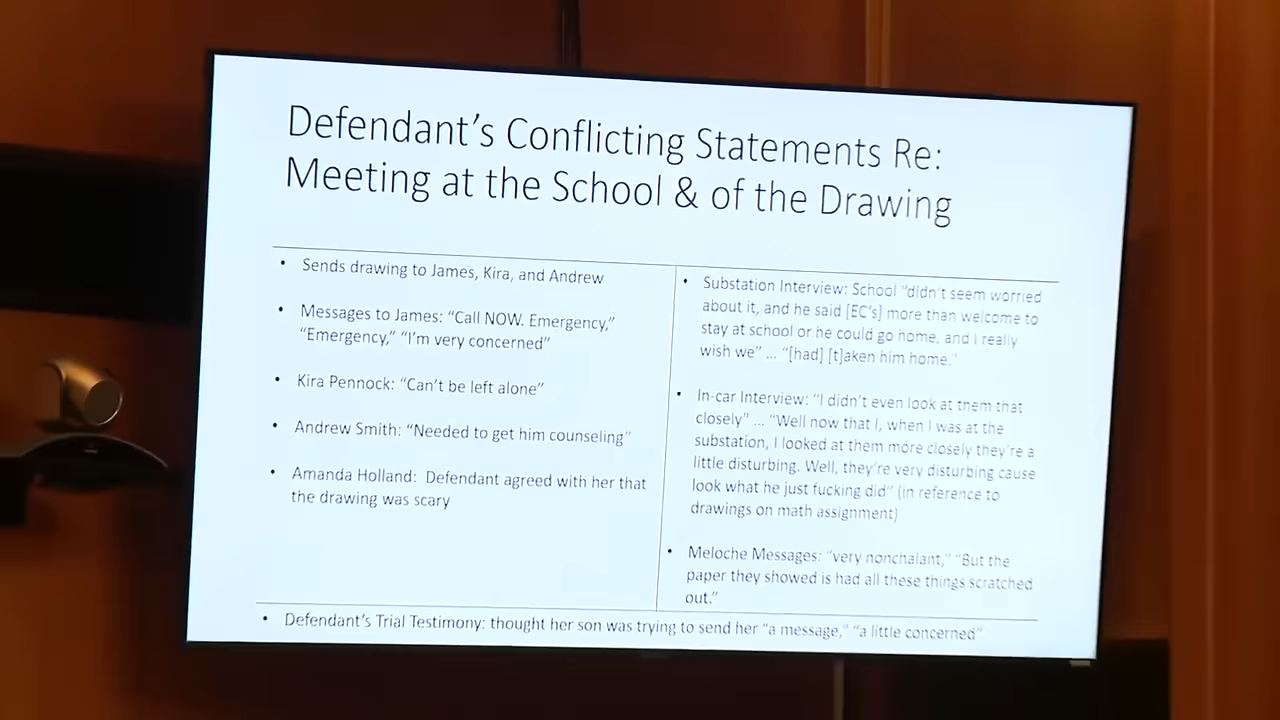 Defendant's Conflicting Statements Re:
Meeting at the School & of the Drawing
• Sends drawing to James, Kira, and Andrew
• Messages to James: “Call NOW. Emergency,”
“Emergency,” “I'm very concerned”
• Kira Pennock: “Can't be left alone”
• Andrew Smith: “Needed to get him counseling”
• Amanda Holland: Defendant agreed with her that
the drawing was scary
• Substation Interview: School “didn't seem worried
about it, and he said [EC's] more than welcome to
stay at school or he could go home, and I really
wish we” ... “[had] [t]aken him home.”
• In-car Interview: “I didn't even look at them that
closely” ... “Well now that I, when I was at the
substation, I looked at them more closely they're a
little disturbing. Well, they're very disturbing cause
look what he just fucking did” (in reference to
drawings on math assignment)
• Meloche Messages: “very nonchalant,” “But the
paper they showed is had all these things scratched
out.”
• Defendant's Trial Testimony: thought her son was trying to send her “a message,” “a little concerned”